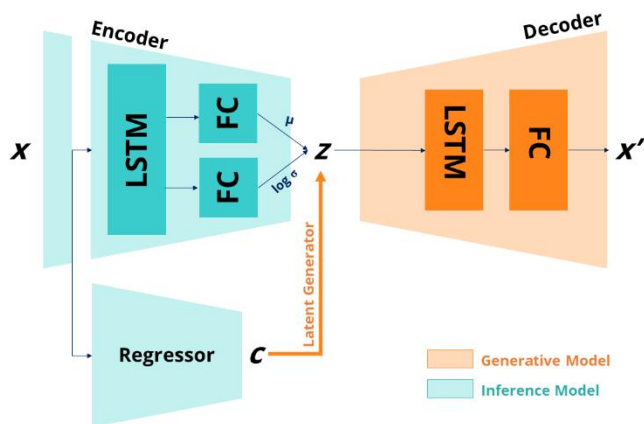 Encoder
Decoder
X
LSTM
FC
FC
μ
log σ
Z
LSTM
FC
X'
Latent Generator
Regressor
C
Generative Model
Inference Model